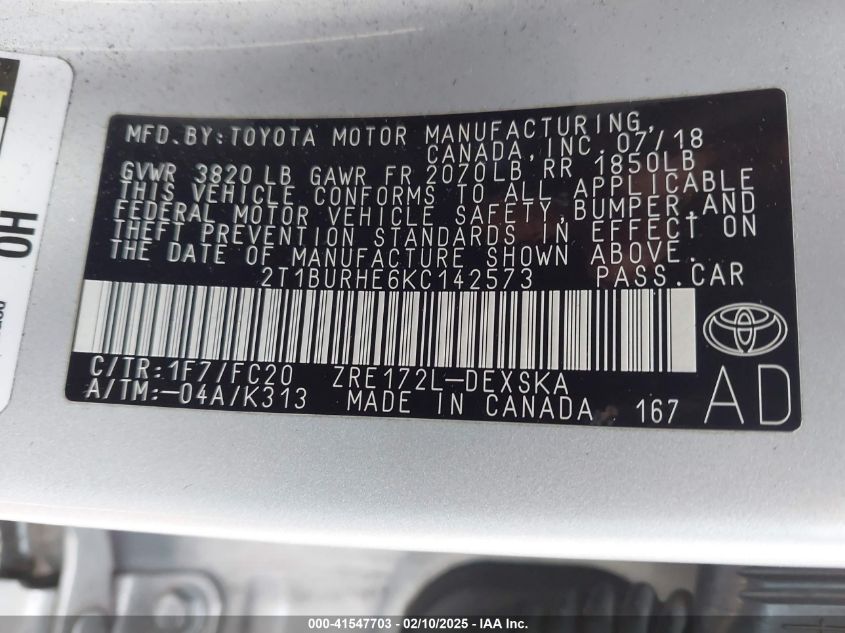 MFD. BY: TOYOTA MOTOR MANUFACTURING,
CANADA, INC. 07/18
GVWR 3820 LB GAWR FR 2070LB, RR 1850LB
THIS VEHICLE CONFORMS TO ALL APPLICABLE
FEDERAL MOTOR VEHICLE SAFETY, BUMPER, AND
THEFT PREVENTION STANDARDS IN EFFECT ON
THE DATE OF MANUFACTURE SHOWN ABOVE.
2T1BURHE6KC142573 PASS.CAR
C/TR: 1F7/FC20 ZRE172L-DEXSKA
A/TM:-04A/K313 MADE IN CANADA 167
AD
OH
000-41547703 - 02/10/2025 - IAA Inc.